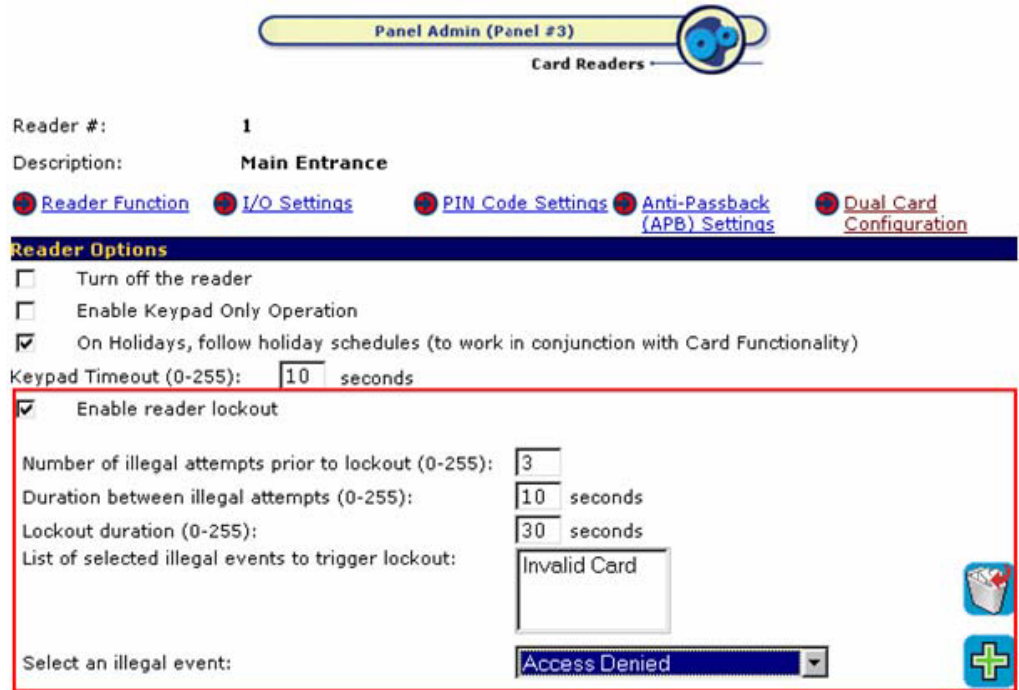 Panel Admin (Panel #3)
Card Readers
Reader #: 1
Description: Main Entrance
Reader Function I/O Settings PIN Code Settings Anti-Passback (APB) Settings Dual Card Configuration
Reader Options
Turn off the reader
Enable Keypad Only Operation
On Holidays, follow holiday schedules (to work in conjunction with Card Functionality)
Keypad Timeout (0-255): 10 seconds
Enable reader lockout
Number of illegal attempts prior to lockout (0-255): 3
Duration between illegal attempts (0-255): 10 seconds
Lockout duration (0-255): 30 seconds
List of selected illegal events to trigger lockout: Invalid Card
Select an illegal event: Access Denied